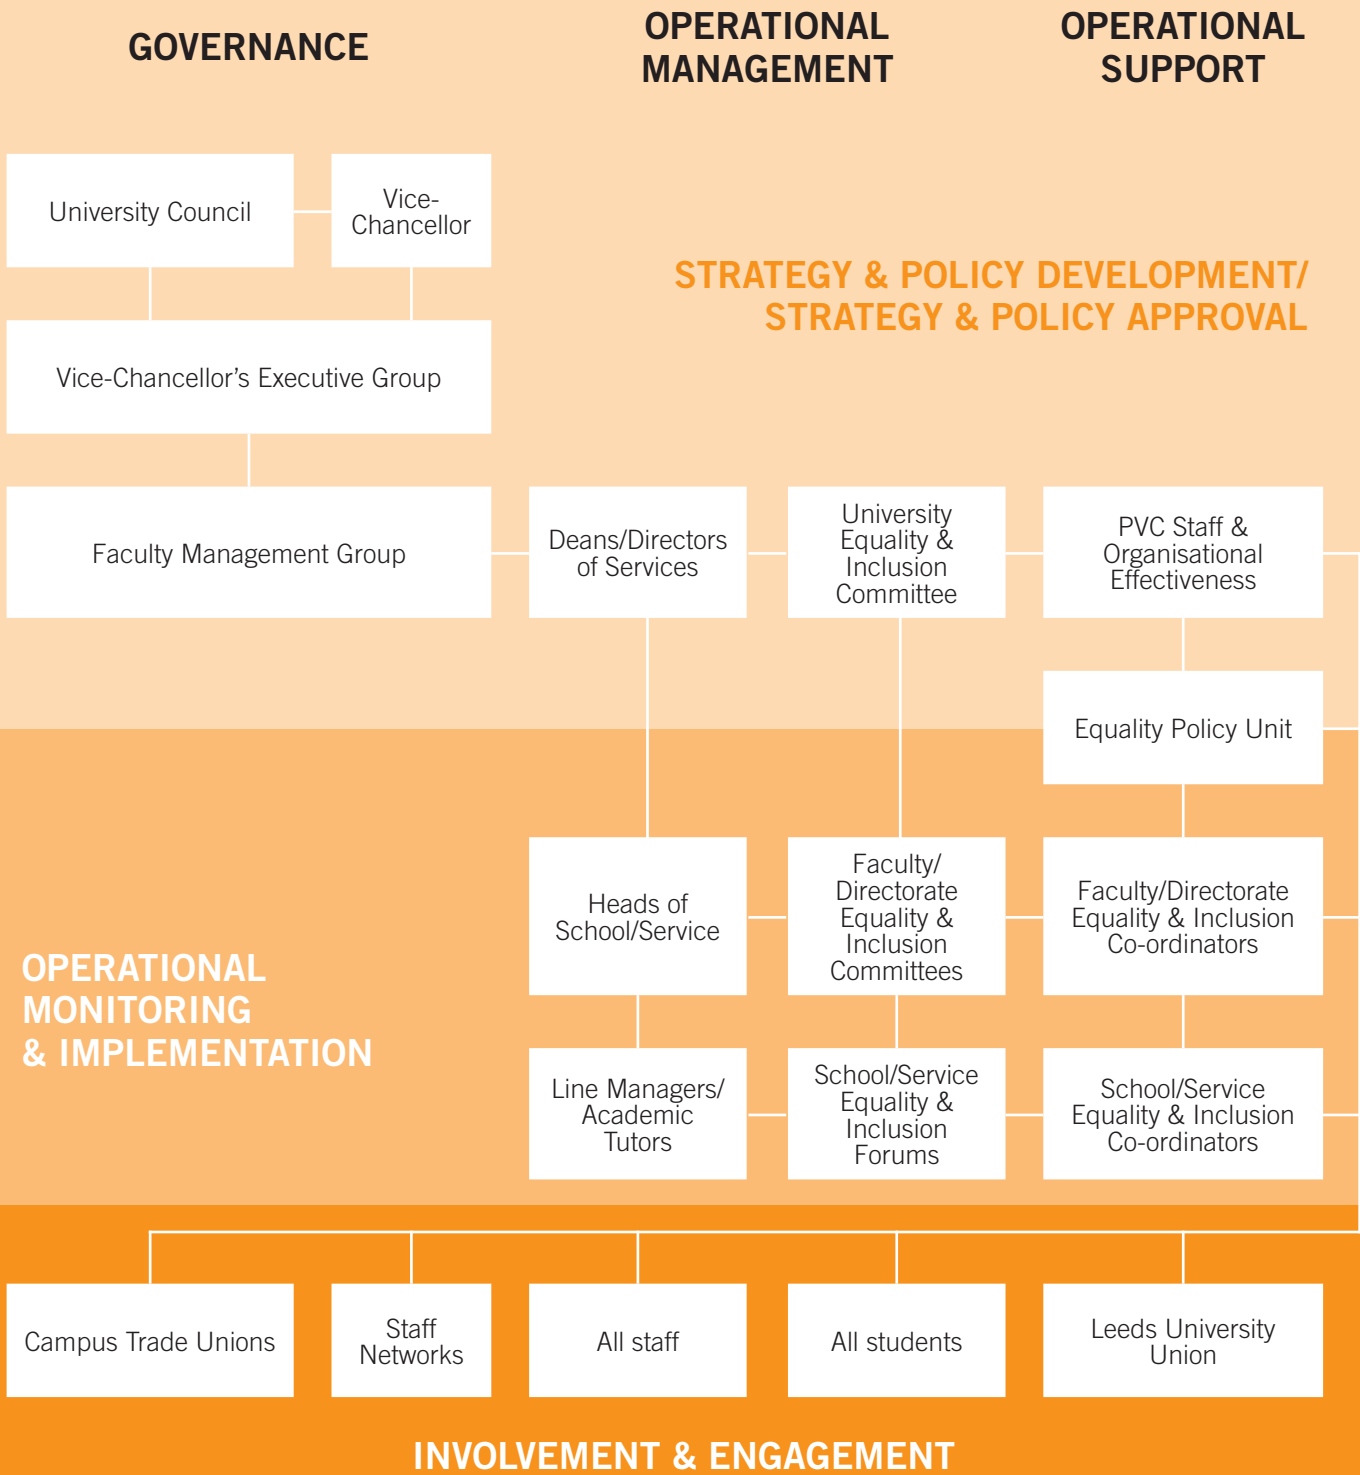 GOVERNANCE
OPERATIONAL
MANAGEMENT
OPERATIONAL
SUPPORT
University Council
Vice-
Chancellor
STRATEGY & POLICY DEVELOPMENT/
STRATEGY & POLICY APPROVAL
Vice-Chancellor’s Executive Group
Faculty Management Group
Deans/Directors
of Services
University
Equality &
Inclusion
Committee
PVC Staff &
Organisational
Effectiveness
Equality Policy Unit
Heads of
School/Service
Faculty/
Directorate
Equality &
Inclusion
Committees
Faculty/Directorate
Equality & Inclusion
Co-ordinators
OPERATIONAL
MONITORING
& IMPLEMENTATION
Line Managers/
Academic
Tutors
School/Service
Equality &
Inclusion
Forums
School/Service
Equality & Inclusion
Co-ordinators
Campus Trade Unions
Staff
Networks
All staff
All students
Leeds University
Union
INVOLVEMENT & ENGAGEMENT